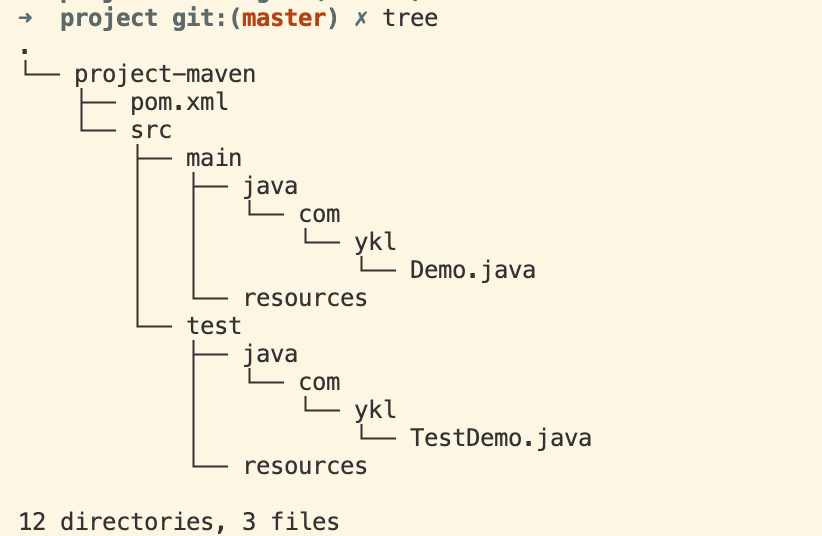 ➜  project git:(master) ✗ tree
.
└── project-maven
    ├── pom.xml
    └── src
        ├── main
        │   ├── java
        │   │   └── com
        │   │       └── ykl
        │   │           └── Demo.java
        │   └── resources
        └── test
            ├── java
            │   └── com
            │       └── ykl
            │           └── TestDemo.java
            └── resources

12 directories, 3 files